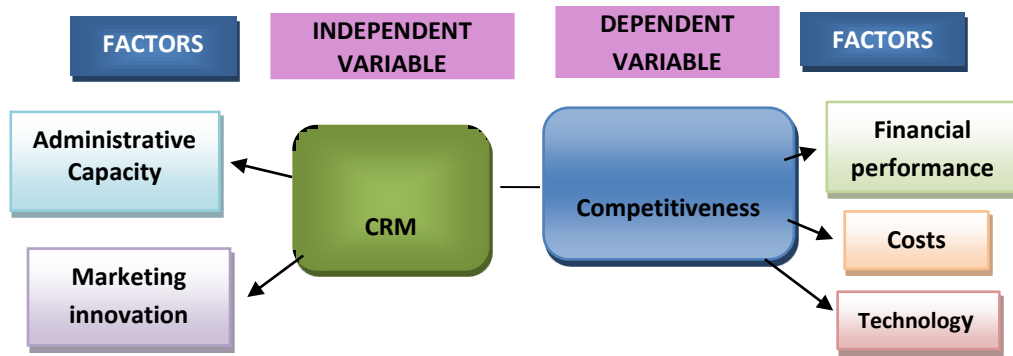 FACTORS
INDEPENDENT
VARIABLE
DEPENDENT
VARIABLE
FACTORS
Administrative
Capacity
Marketing
innovation
CRM
Competitiveness
Financial
performance
Costs
Technology